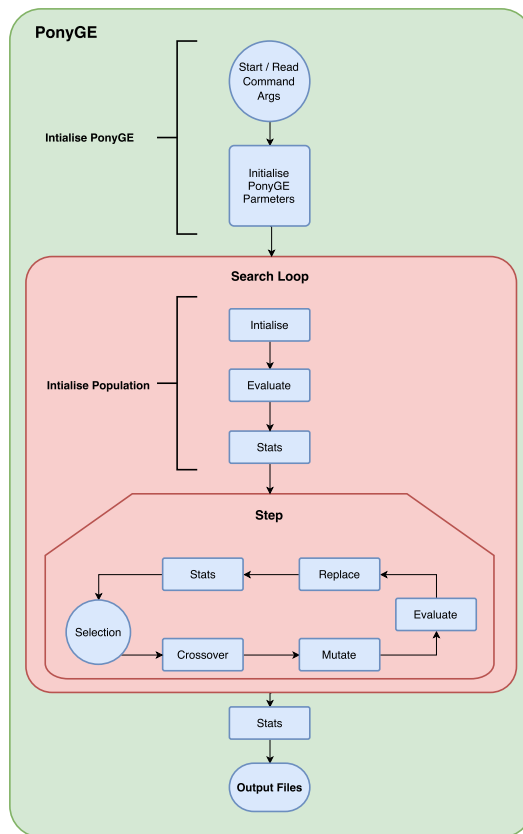 PonyGE
Start / Read
Command
Args
Intialise PonyGE
Initialise
PonyGE
Parmeters
Search Loop
Intialise
Intialise Population
Evaluate
Stats
Step
Stats
Replace
Evaluate
Selection
Crossover
Mutate
Stats
Output Files